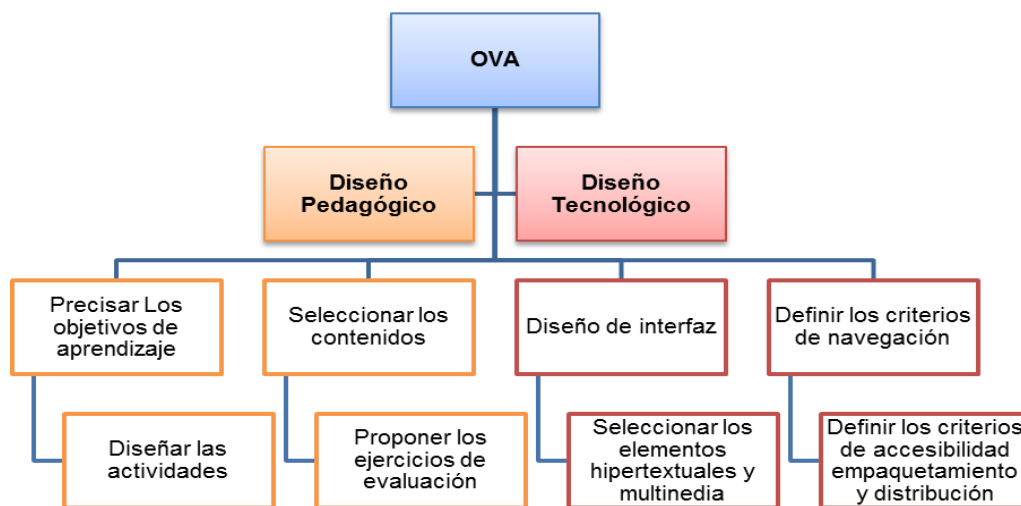 OVA
Diseño
Pedagógico
Diseño
Tecnológico
Precisar Los
objetivos de
aprendizaje
Seleccionar los
contenidos
Diseño de interfaz
Definir los criterios
de navegación
Diseñar las
actividades
Proponer los
ejercicios de
evaluación
Seleccionar los
elementos
hipertextuales y
multimedia
Definir los criterios
de accesibilidad
empaquetamiento
y distribución